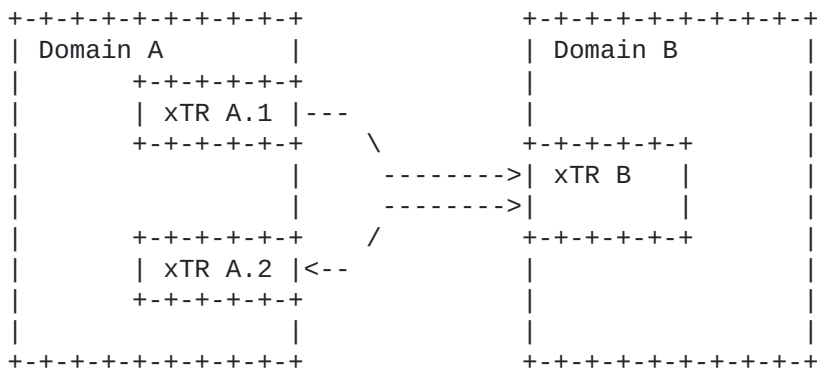 +-+-+-+-+-+-+-+-+-+              +-+-+-+-+-+-+-+-+-+
| Domain A        |              | Domain B        |
|       +-+-+-+-+-+              |                 |
|       | xTR A.1 |---           |                 |
|       +-+-+-+-+-+    \         +-+-+-+-+-+       |
|                 |     -------->| xTR B   |       |
|                 |     -------->|         |       |
|       +-+-+-+-+-+    /         +-+-+-+-+-+       |
|       | xTR A.2 |<--           |                 |
|       +-+-+-+-+-+              |                 |
|                 |              |                 |
+-+-+-+-+-+-+-+-+-+              +-+-+-+-+-+-+-+-+-+